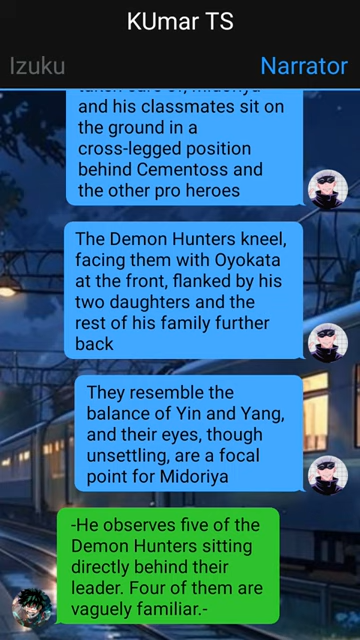 KUmar TS
Izuku
Narrator
and his classmates sit on
the ground in a
cross-legged position
behind Cementoss and
the other pro heroes
The Demon Hunters kneel,
facing them with Oyokata
at the front, flanked by his
two daughters and the
rest of his family further
back
They resemble the
balance of Yin and Yang,
and their eyes, though
unsettling, are a focal
point for Midoriya
-He observes five of the
Demon Hunters sitting
directly behind their
leader. Four of them are
vaguely familiar.-